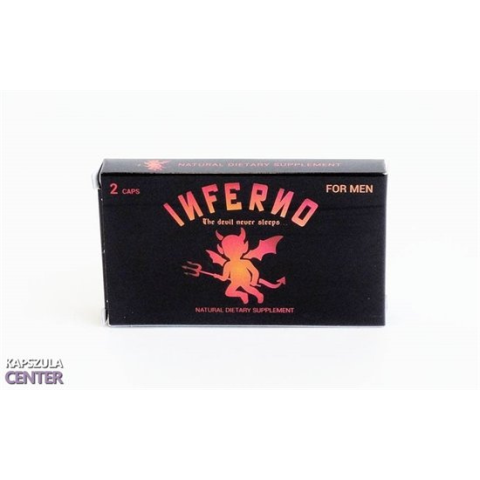 NATURAL DIETARY SUPPLEMENT
2 CAPS
FOR MEN
INFERNO
The devil never sleeps...
NATURAL DIETARY SUPPLEMENT
KAPSZULA
CENTER